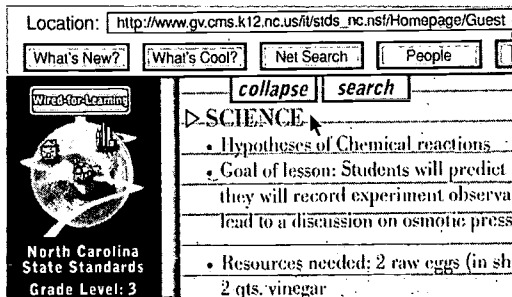 Location: http://www.gv.cms.k12.nc.us/it/stds_nc.nsf/Homepage/Guest
What's New? What's Cool? Net Search People
collapse search
Wired-for-Learning
▷ SCIENCE
• Hypotheses of Chemical reactions
• Goal of lesson: Students will predict
they will record experiment observa
lead to a discussion on osmotic press
North Carolina
State Standards
Grade Level: 3
• Resources needed: 2 raw eggs (in sh
2 qts. vinegar